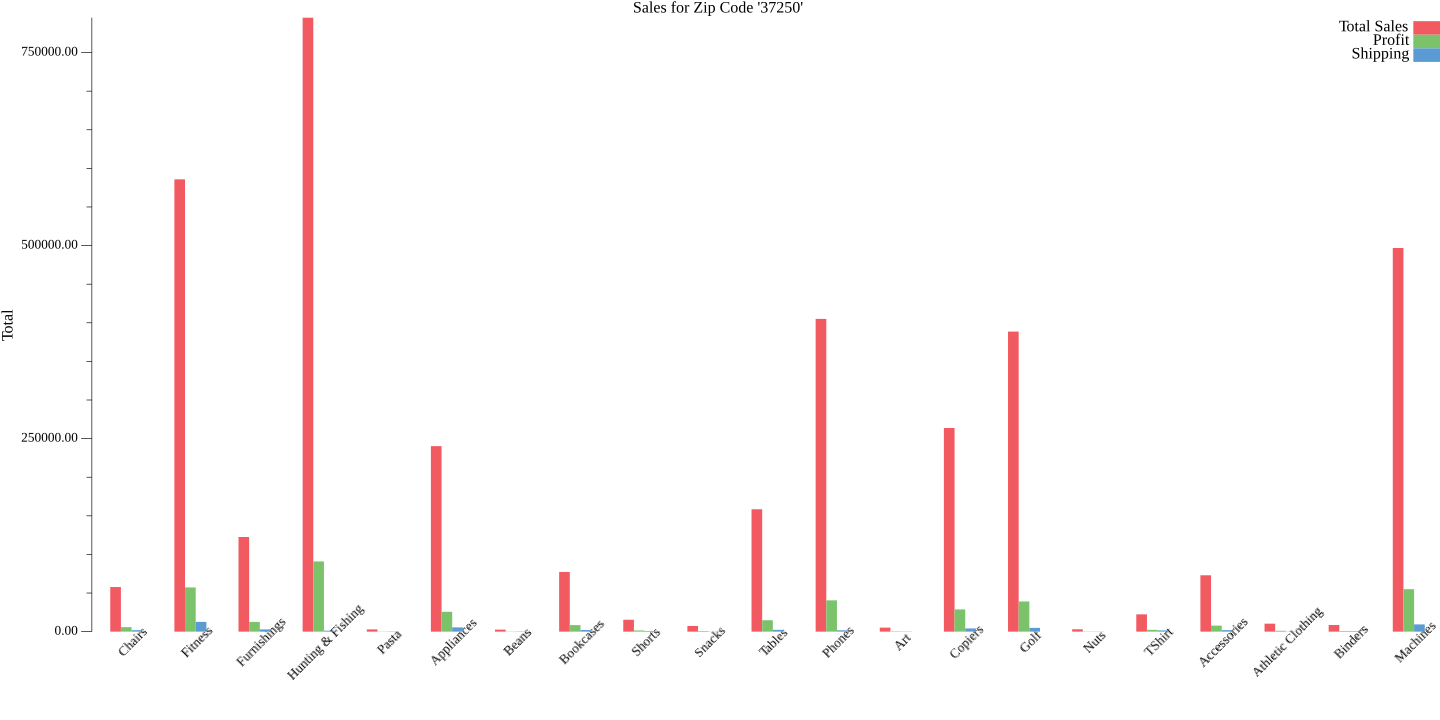 Sales for Zip Code '37250'
Total Sales
Profit
Shipping
Total
750000.00
500000.00
250000.00
0.00
Chairs
Fitness
Furnishings
Hunting & Fishing
Pasta
Appliances
Beans
Bookcases
Shorts
Snacks
Tables
Phones
Art
Copiers
Golf
Nuts
TShirt
Accessories
Athletic Clothing
Binders
Machines